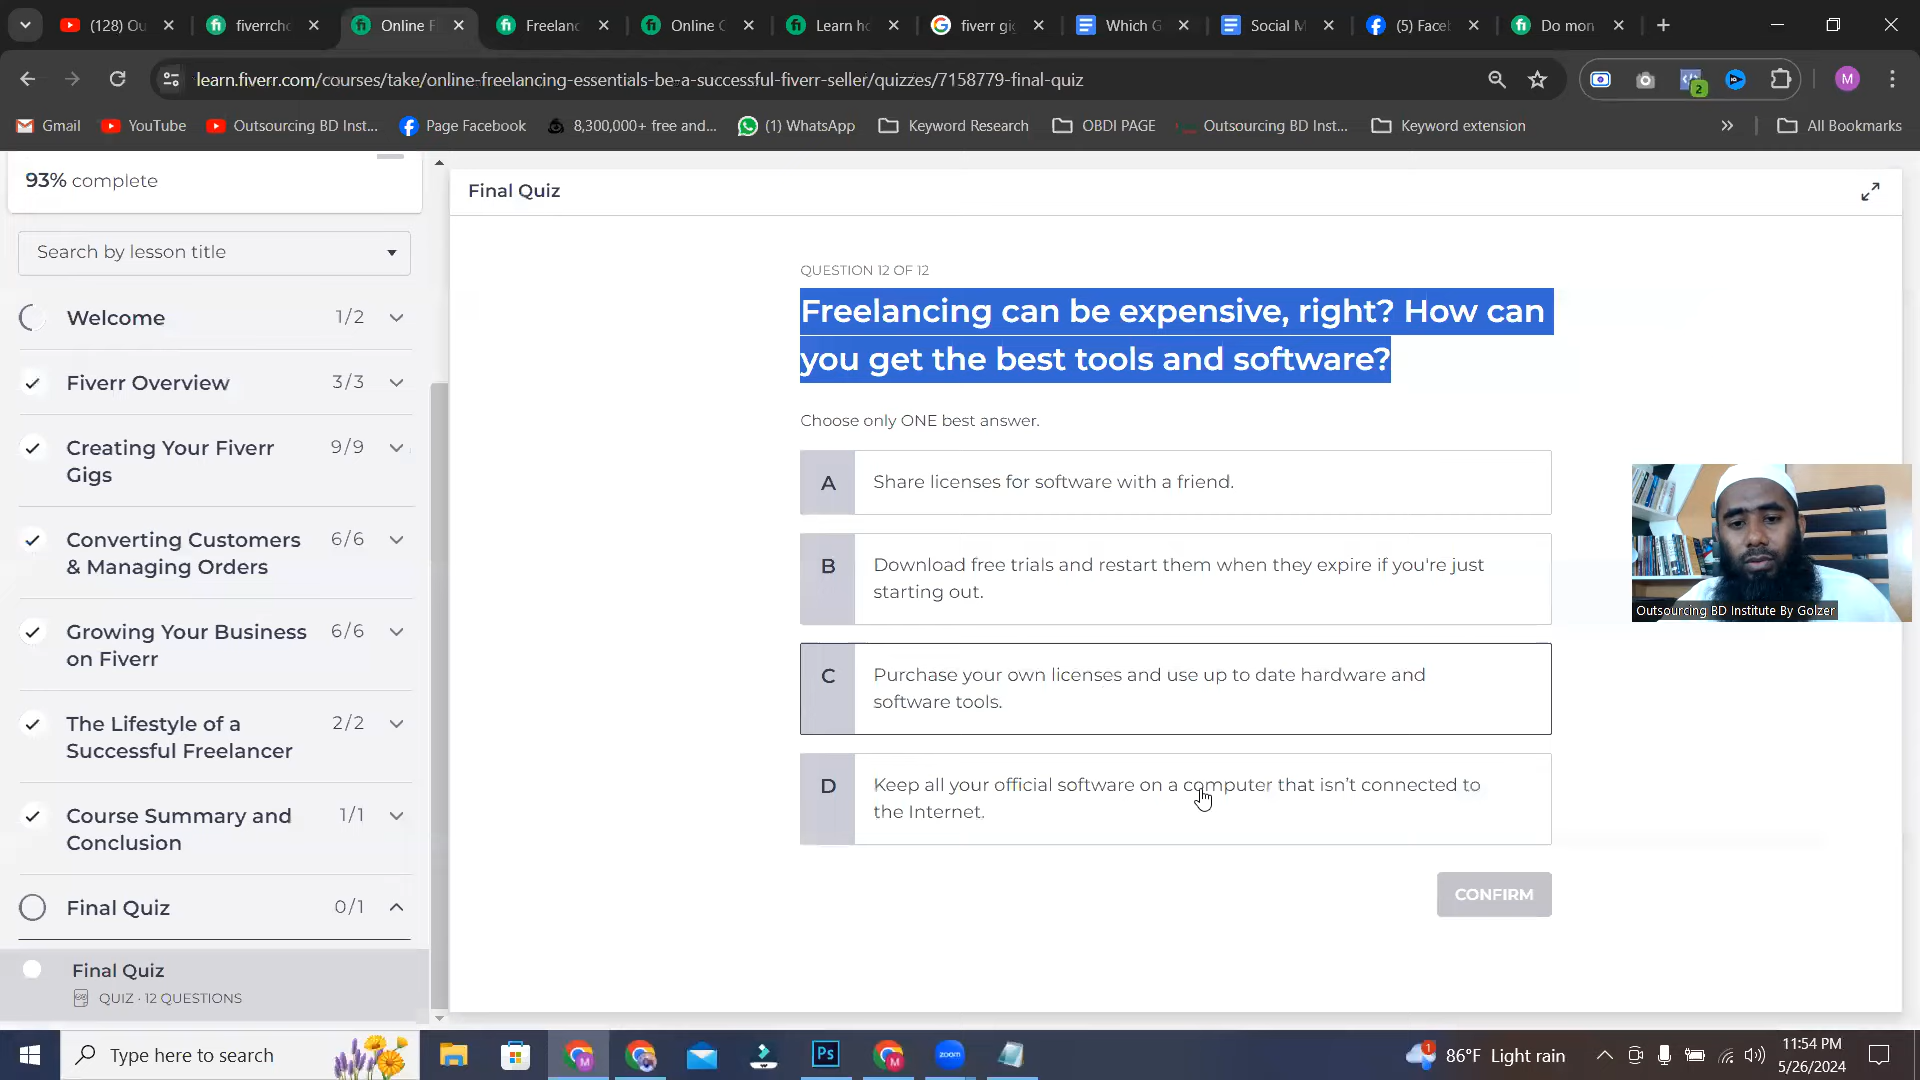 (128) Ou
fiverrcho
Online F
Freelanc
Online C
Learn ho
fiverr gig
Which G
Social M
(5) Faceb
Do mon
learn.fiverr.com/courses/take/online-freelancing-essentials-be-a-successful-fiverr-seller/quizzes/7158779-final-quiz
2
M
Gmail
YouTube
Outsourcing BD Inst...
Page Facebook
8,300,000+ free and...
(1) WhatsApp
Keyword Research
OBDI PAGE
Outsourcing BD Inst...
Keyword extension
»
All Bookmarks
93% complete
Search by lesson title
Welcome 1/2
Fiverr Overview 3/3
Creating Your Fiverr 9/9
Gigs
Converting Customers 6/6
& Managing Orders
Growing Your Business 6/6
on Fiverr
The Lifestyle of a 2/2
Successful Freelancer
Course Summary and 1/1
Conclusion
Final Quiz 0/1
Final Quiz
QUIZ · 12 QUESTIONS
Final Quiz
QUESTION 12 OF 12
Freelancing can be expensive, right? How can
you get the best tools and software?
Choose only ONE best answer.
A Share licenses for software with a friend.
B Download free trials and restart them when they expire if you're just
starting out.
C Purchase your own licenses and use up to date hardware and
software tools.
D Keep all your official software on a computer that isn't connected to
the Internet.
CONFIRM
Outsourcing BD Institute By Golzer
Type here to search
M
Ps
M
zoom
1
86°F Light rain
11:54 PM
5/26/2024